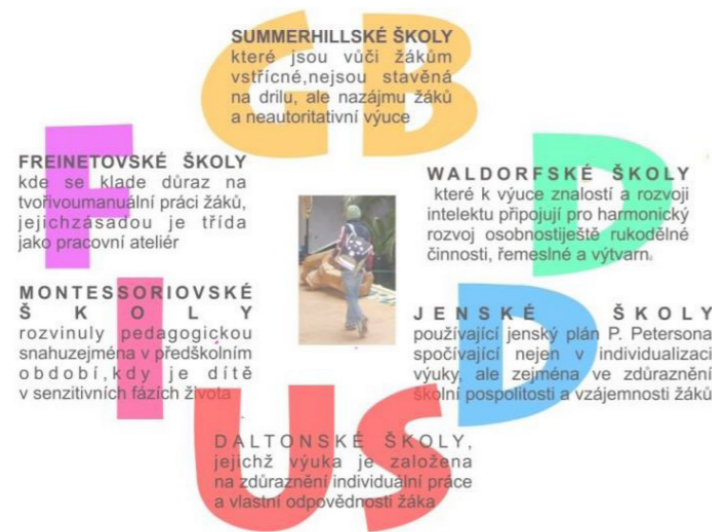 GB
SUMMERHILLSKÉ ŠKOLY
které jsou vůči žákům
vstřícné,nejsou stavěná
na drilu, ale nazájmu žáků
a neautoritativní výuce
F
FREINETOVSKÉ ŠKOLY
kde se klade důraz na
tvořivoumanuální práci žáků,
jejichzásadou je třída
jako pracovní ateliér
D
WALDORFSKÉ ŠKOLY
které k výuce znalostí a rozvoji
intelektu připojují pro harmonický
rozvoj osobnostiještě rukodělné
činnosti, řemeslné a výtvarn.
I
MONTESSORIOVSKÉ
ŠKOLY
rozvinuly pedagogickou
snahuzejména v předškolním
období,kdy je dítě
v senzitivních fázích života
D
JENSKÉ ŠKOLY
používající jenský plán P. Petersona
spočívající nejen v individualizaci
výuky, ale zejména ve zdůraznění
školní pospolitosti a vzájemnosti žáků
US
DALTONSKÉ ŠKOLY,
jejichž výuka je založena
na zdůraznění individuální práce
a vlastní odpovědnosti žáka